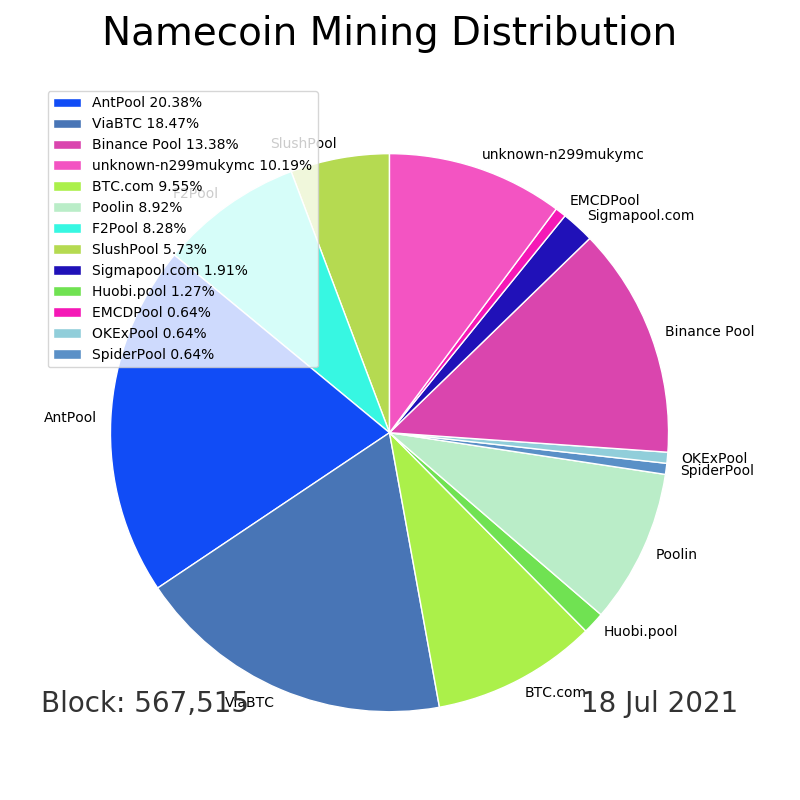 Namecoin Mining Distribution
AntPool 20.38%
ViaBTC 18.47%
Binance Pool 13.38%
unknown-n299mukymc 10.19%
BTC.com 9.55%
Poolin 8.92%
F2Pool 8.28%
SlushPool 5.73%
Sigmapool.com 1.91%
Huobi.pool 1.27%
EMCDPool 0.64%
OKExPool 0.64%
SpiderPool 0.64%
SlushPool
unknown-n299mukymc
F2Pool
EMCDPool
Sigmapool.com
Binance Pool
AntPool
OKExPool
SpiderPool
Poolin
Huobi.pool
BTC.com
ViaBTC
Block: 567,515
18 Jul 2021